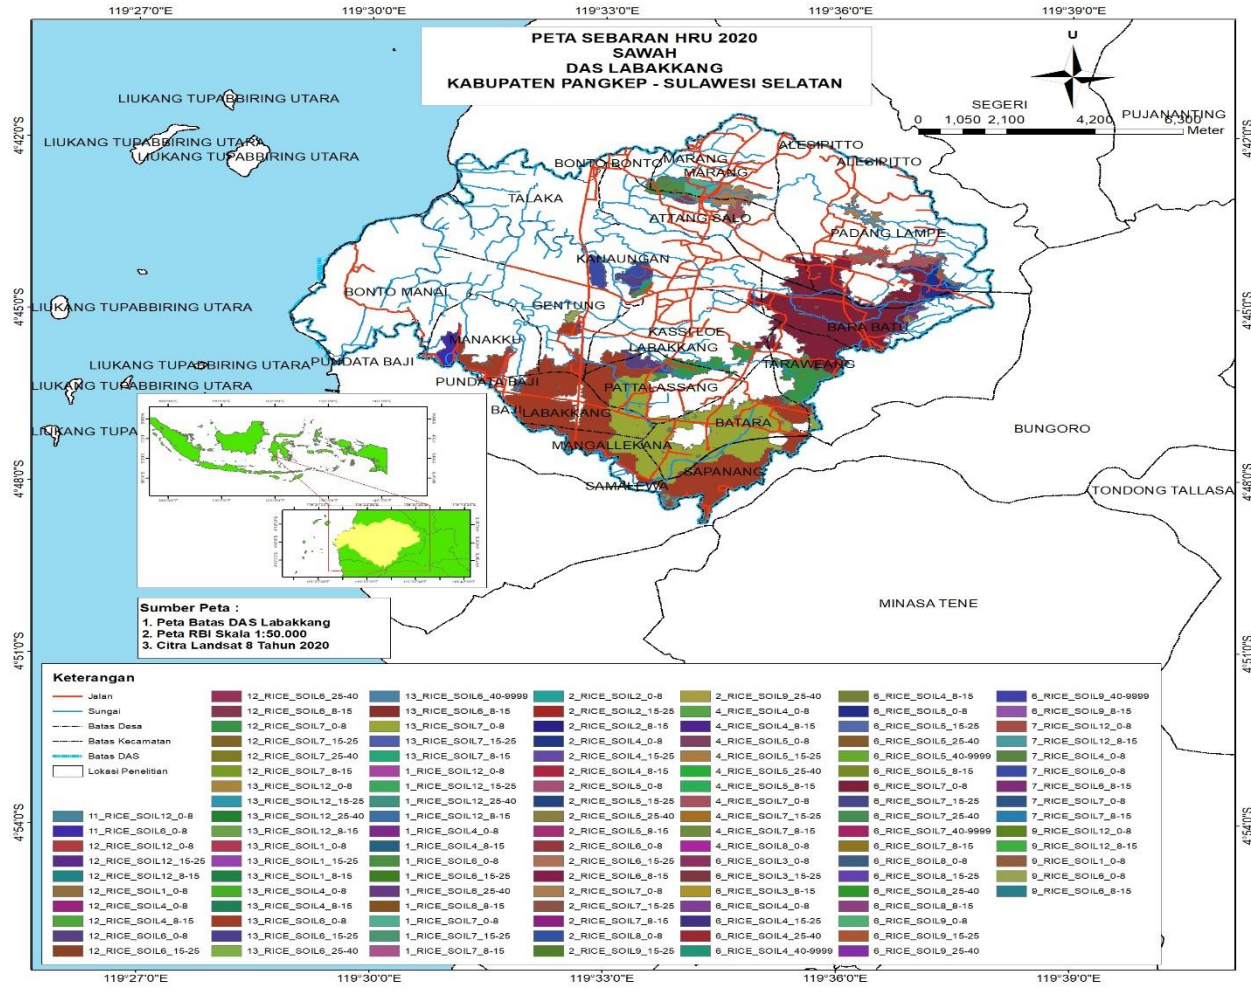 119°27'0"E 119°30'0"E 119°33'0"E 119°36'0"E 119°39'0"E
PETA SEBARAN HRU 2020
SAWAH
DAS LABAKKANG
KABUPATEN PANGKEP - SULAWESI SELATAN
U
0 1,050 2,100 4,200 6,300
Meter
SEGERI
PUJANANTING
LIUKANG TUPABBIRING UTARA
LIUKANG TUPABBIRING UTARA
LIUKANG TUPABBIRING UTARA
4°42'0"S 4°42'0"S
ALESIPITTO
BONTO BONTO
MARANG
ALESIPITTO
MARANG
TALAKA
ATTANG SALO
PADANG LAMPE
KANAUNGAN
BONTO MANAI
GENTUNG
4°45'0"S 4°45'0"S
LIUKANG TUPABBIRING UTARA
KASSI LOE
BARA BATU
MANAKKU
LABAKKANG
PUNDATA BAJI
TARAWEANG
LIUKANG TUPABBIRING UTARA
PUNDATA BAJI
PATTALASSANG
LIUKANG TUPABBIRING UTARA
BAJI
LABAKKANG
BATARA
BUNGORO
LIUKANG TUPA
MANGALLEKANA
SAPANANG
4°48'0"S 4°48'0"S
SAMALEWA
TONDONG TALLASA
MINASA TENE
Sumber Peta :
1. Peta Batas DAS Labakkang
2. Peta RBI Skala 1:50.000
3. Citra Landsat 8 Tahun 2020
4°51'0"S 4°51'0"S
Keterangan
Jalan
Sungai
Batas Desa
Batas Kecamatan
Batas DAS
Lokasi Penelitian
11_RICE_SOIL12_0-8
11_RICE_SOIL6_0-8
12_RICE_SOIL12_0-8
12_RICE_SOIL12_15-25
12_RICE_SOIL12_8-15
12_RICE_SOIL1_0-8
12_RICE_SOIL4_0-8
12_RICE_SOIL4_8-15
12_RICE_SOIL6_0-8
12_RICE_SOIL6_15-25
12_RICE_SOIL6_25-40
12_RICE_SOIL6_8-15
12_RICE_SOIL7_0-8
12_RICE_SOIL7_15-25
12_RICE_SOIL7_25-40
12_RICE_SOIL7_8-15
13_RICE_SOIL12_0-8
13_RICE_SOIL12_15-25
13_RICE_SOIL12_25-40
13_RICE_SOIL12_8-15
13_RICE_SOIL1_0-8
13_RICE_SOIL1_15-25
13_RICE_SOIL1_8-15
13_RICE_SOIL4_0-8
13_RICE_SOIL4_8-15
13_RICE_SOIL6_0-8
13_RICE_SOIL6_15-25
13_RICE_SOIL6_25-40
13_RICE_SOIL6_40-9999
13_RICE_SOIL6_8-15
13_RICE_SOIL7_0-8
13_RICE_SOIL7_15-25
13_RICE_SOIL7_8-15
1_RICE_SOIL12_0-8
1_RICE_SOIL12_15-25
1_RICE_SOIL12_25-40
1_RICE_SOIL12_8-15
1_RICE_SOIL4_0-8
1_RICE_SOIL4_8-15
1_RICE_SOIL6_0-8
1_RICE_SOIL6_15-25
1_RICE_SOIL6_25-40
1_RICE_SOIL6_8-15
1_RICE_SOIL7_0-8
1_RICE_SOIL7_15-25
1_RICE_SOIL7_8-15
2_RICE_SOIL2_0-8
2_RICE_SOIL2_15-25
2_RICE_SOIL2_8-15
2_RICE_SOIL4_0-8
2_RICE_SOIL4_15-25
2_RICE_SOIL4_8-15
2_RICE_SOIL5_0-8
2_RICE_SOIL5_15-25
2_RICE_SOIL5_25-40
2_RICE_SOIL5_8-15
2_RICE_SOIL6_0-8
2_RICE_SOIL6_15-25
2_RICE_SOIL6_8-15
2_RICE_SOIL7_0-8
2_RICE_SOIL7_15-25
2_RICE_SOIL7_8-15
2_RICE_SOIL8_0-8
2_RICE_SOIL9_15-25
2_RICE_SOIL9_25-40
4_RICE_SOIL4_0-8
4_RICE_SOIL4_8-15
4_RICE_SOIL5_0-8
4_RICE_SOIL5_15-25
4_RICE_SOIL5_25-40
4_RICE_SOIL5_8-15
4_RICE_SOIL7_0-8
4_RICE_SOIL7_15-25
4_RICE_SOIL7_8-15
4_RICE_SOIL8_0-8
6_RICE_SOIL3_0-8
6_RICE_SOIL3_15-25
6_RICE_SOIL3_8-15
6_RICE_SOIL4_0-8
6_RICE_SOIL4_15-25
6_RICE_SOIL4_25-40
6_RICE_SOIL4_40-9999
6_RICE_SOIL4_8-15
6_RICE_SOIL5_0-8
6_RICE_SOIL5_15-25
6_RICE_SOIL5_25-40
6_RICE_SOIL5_40-9999
6_RICE_SOIL5_8-15
6_RICE_SOIL7_0-8
6_RICE_SOIL7_15-25
6_RICE_SOIL7_25-40
6_RICE_SOIL7_40-9999
6_RICE_SOIL7_8-15
6_RICE_SOIL8_0-8
6_RICE_SOIL8_15-25
6_RICE_SOIL8_25-40
6_RICE_SOIL8_8-15
6_RICE_SOIL9_0-8
6_RICE_SOIL9_15-25
6_RICE_SOIL9_25-40
6_RICE_SOIL9_40-9999
6_RICE_SOIL9_8-15
7_RICE_SOIL12_0-8
7_RICE_SOIL12_8-15
7_RICE_SOIL4_0-8
7_RICE_SOIL6_0-8
7_RICE_SOIL6_8-15
7_RICE_SOIL7_0-8
7_RICE_SOIL7_8-15
9_RICE_SOIL12_0-8
9_RICE_SOIL12_8-15
9_RICE_SOIL1_0-8
9_RICE_SOIL6_0-8
9_RICE_SOIL6_8-15
4°54'0"S 4°54'0"S
119°27'0"E 119°30'0"E 119°33'0"E 119°36'0"E 119°39'0"E